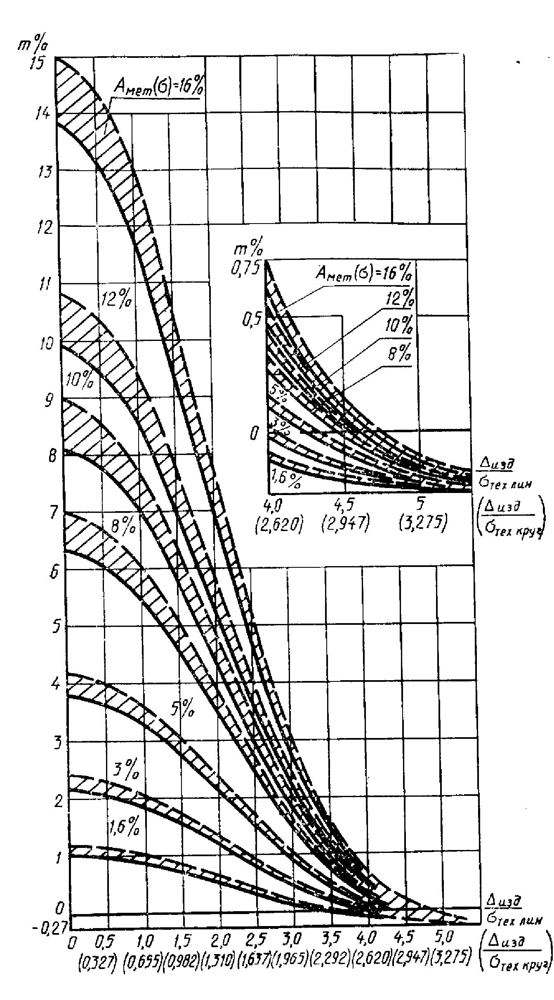 m%
15
Aмет(σ)=16%
14
13
12
11
12%
10
10%
9
8
7
8%
6
5
4
5%
3
3%
2
1,6%
1
0
-0,27
0 0,5 1,0 1,5 2,0 2,5 3,0 3,5 4,0 4,5 5,0
(0,327) (0,655) (0,982) (1,310) (1,637) (1,965) (2,292) (2,620) (2,947) (3,275)
Δизд
σтех лин
(Δизд
σтех круг)
m%
0,75
Aмет(σ)=16%
12%
0,5
10%
8%
5%
3%
0
1,6%
4,0 4,5 5
(2,620) (2,947) (3,275)
Δизд
σтех лин
(Δизд
σтех круг)